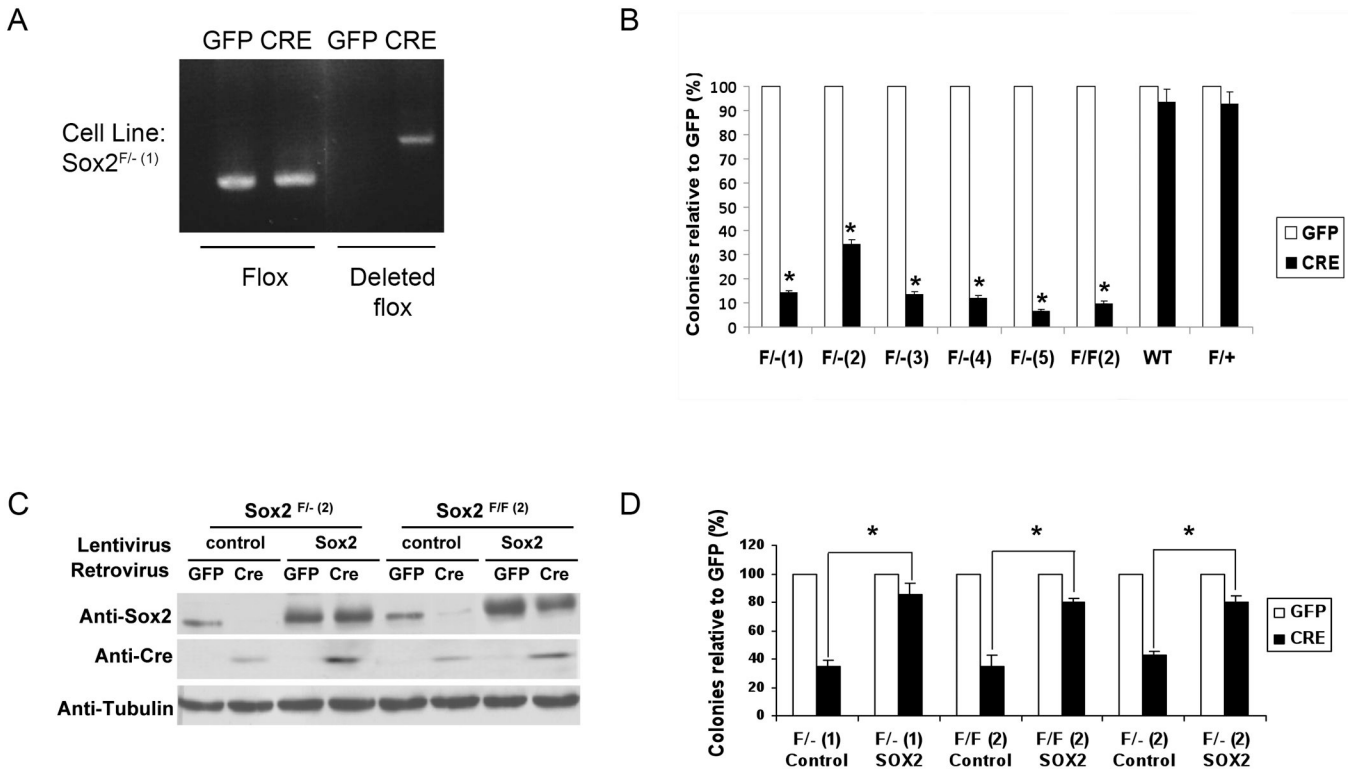 A
GFP CRE GFP CRE
Cell Line:
Sox2F/- (1)
Flox
Deleted
flox
B
Colonies relative to GFP (%)
100
90
80
70
60
50
40
30
20
10
0
* * * * * *
F/-(1) F/-(2) F/-(3) F/-(4) F/-(5) F/F(2) WT F/+
GFP
CRE
C
Sox2 F/- (2) Sox2 F/F (2)
Lentivirus control Sox2 control Sox2
Retrovirus GFP Cre GFP Cre GFP Cre GFP Cre
Anti-Sox2
Anti-Cre
Anti-Tubulin
D
Colonies relative to GFP (%)
120
100
80
60
40
20
0
* * *
F/- (1) F/- (1) F/F (2) F/F (2) F/- (2) F/- (2)
Control SOX2 Control SOX2 Control SOX2
GFP
CRE